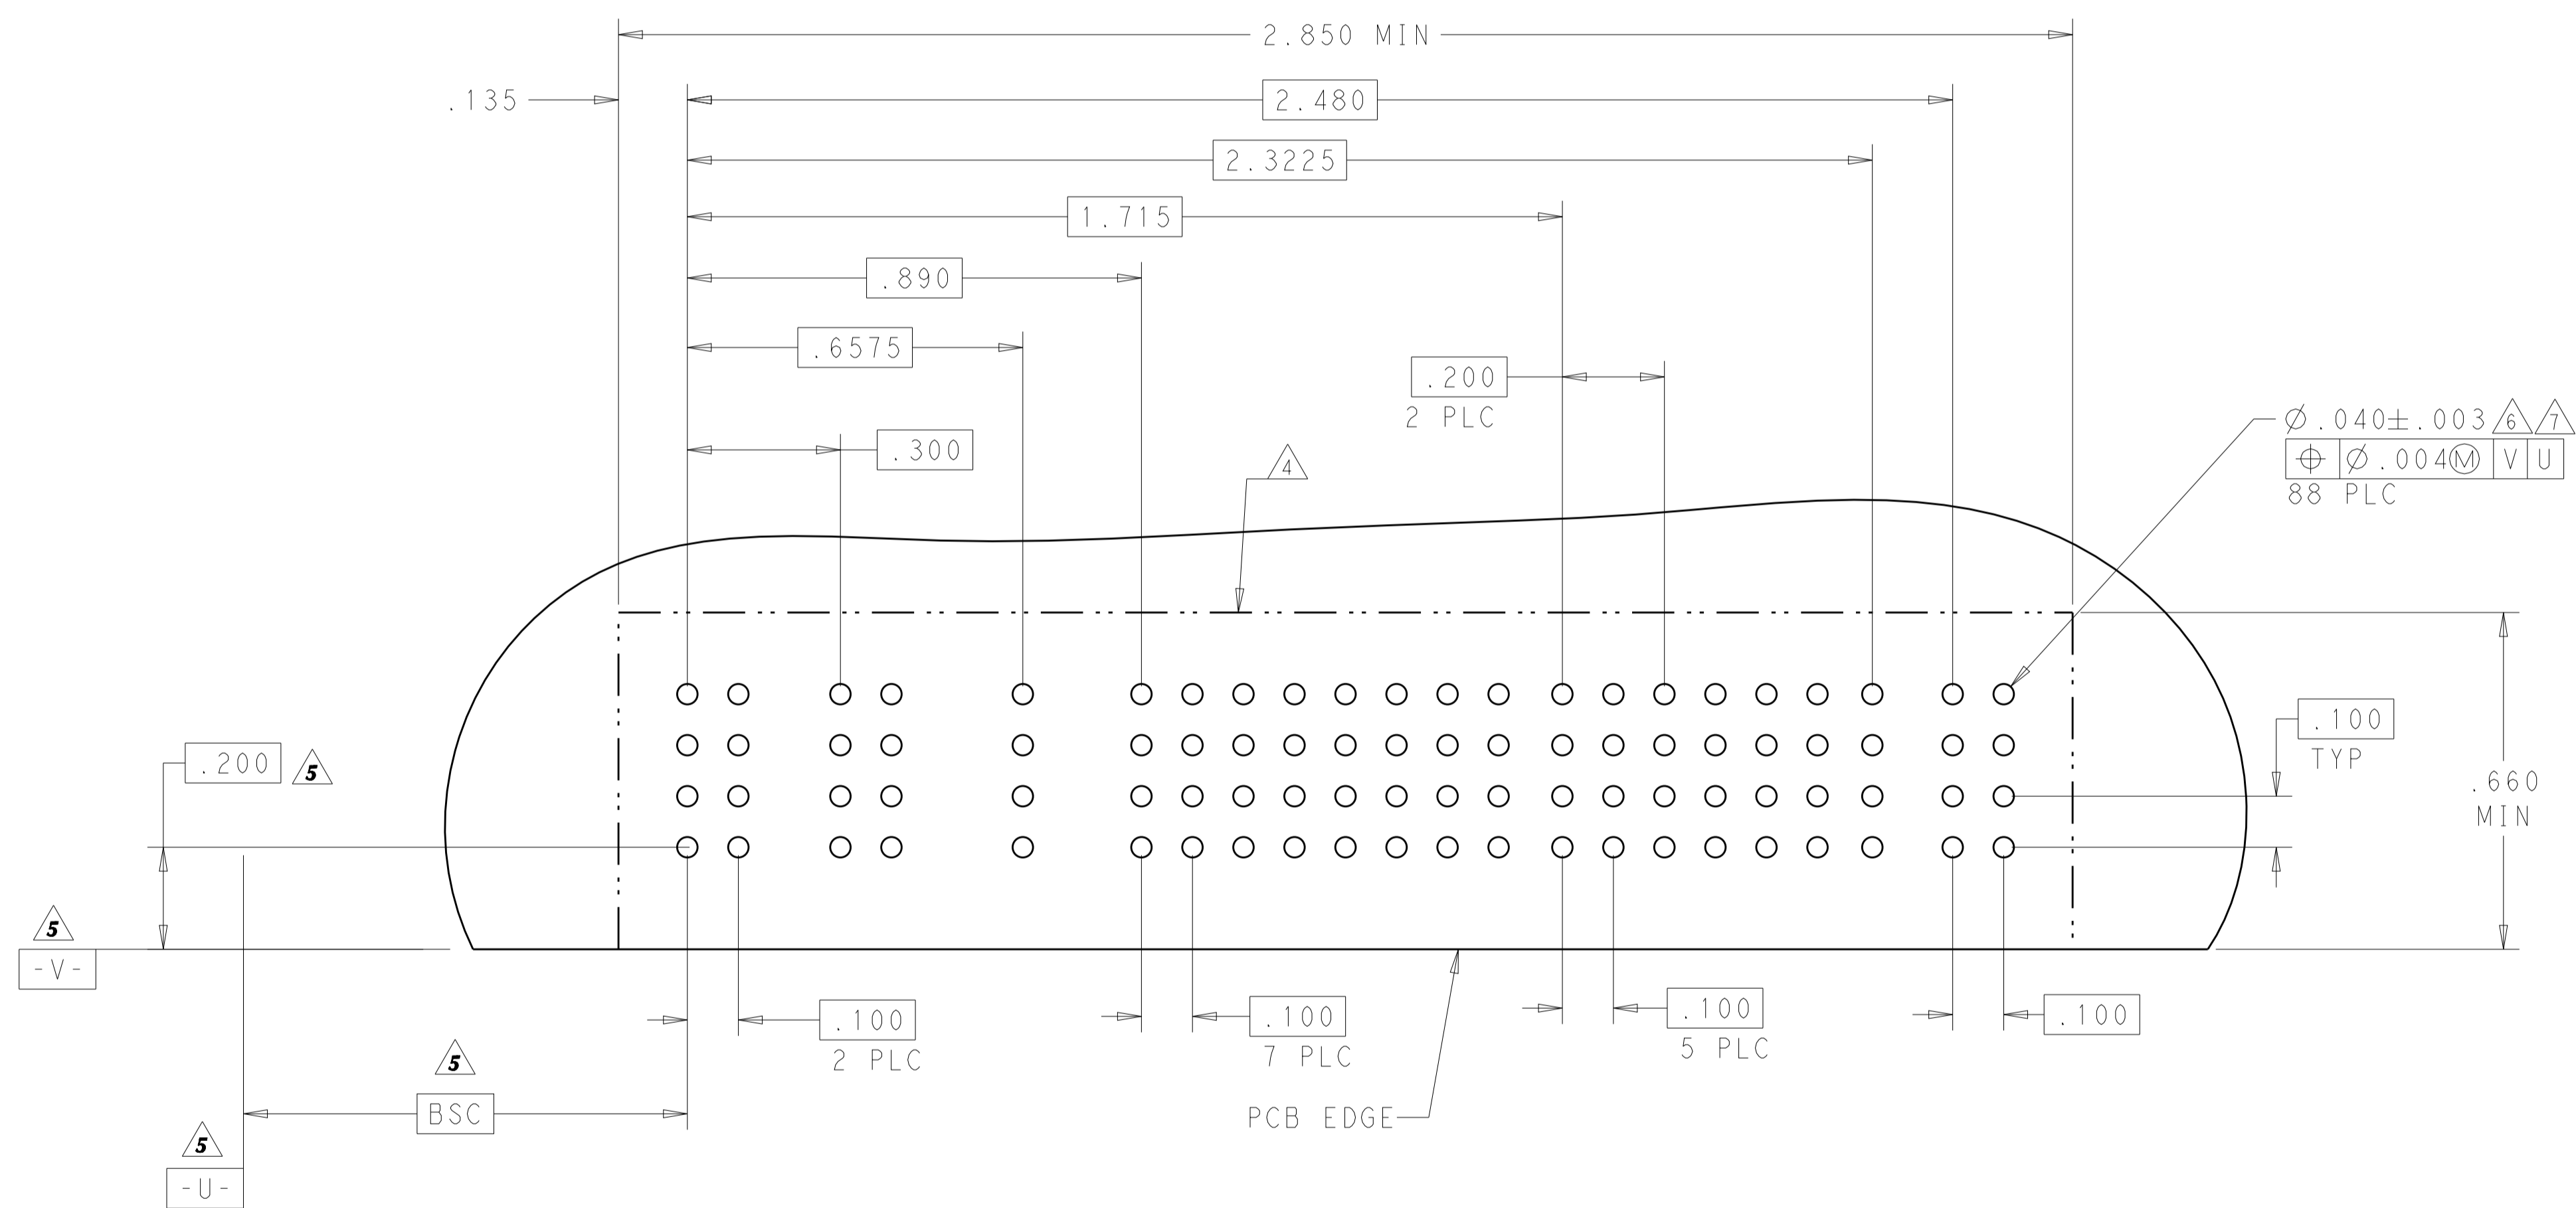 2.850 MIN
.135
2.480
2.3225
1.715
.890
.6575
.200
2 PLC
.300
4
Ø.040±.003 6 7
⌖ Ø.004Ⓜ V U
88 PLC
.100
TYP
.200 5
.660
MIN
5
-V-
.100
2 PLC
.100
7 PLC
.100
5 PLC
.100
5
BSC
PCB EDGE
5
-U-